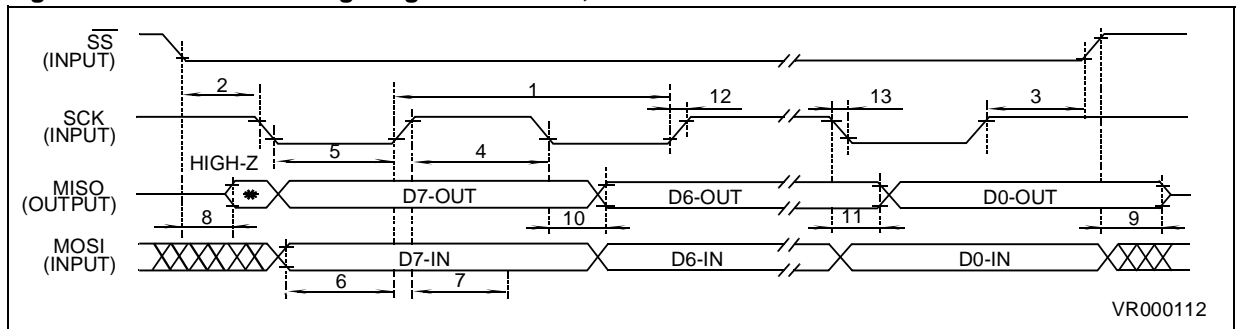 SS
(INPUT)
2
1
12
13
3
SCK
(INPUT)
5
4
HIGH-Z
MISO
(OUTPUT)
*
D7-OUT
D6-OUT
D0-OUT
8
10
11
9
MOSI
(INPUT)
D7-IN
D6-IN
D0-IN
6
7
VR000112